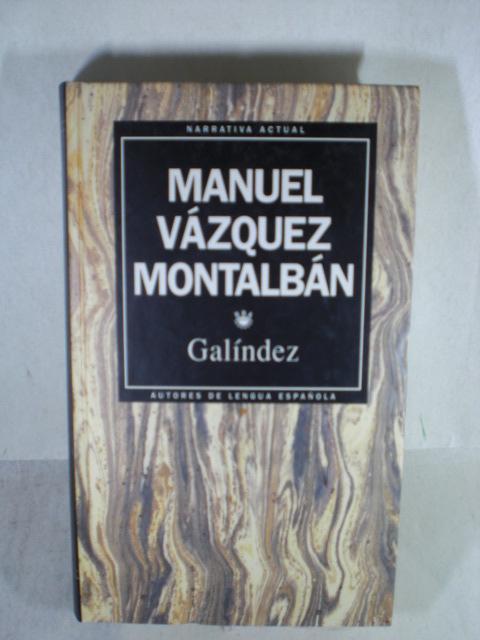 NARRATIVA ACTUAL
MANUEL
VÁZQUEZ
MONTALBÁN
Galíndez
AUTORES DE LENGUA ESPAÑOLA